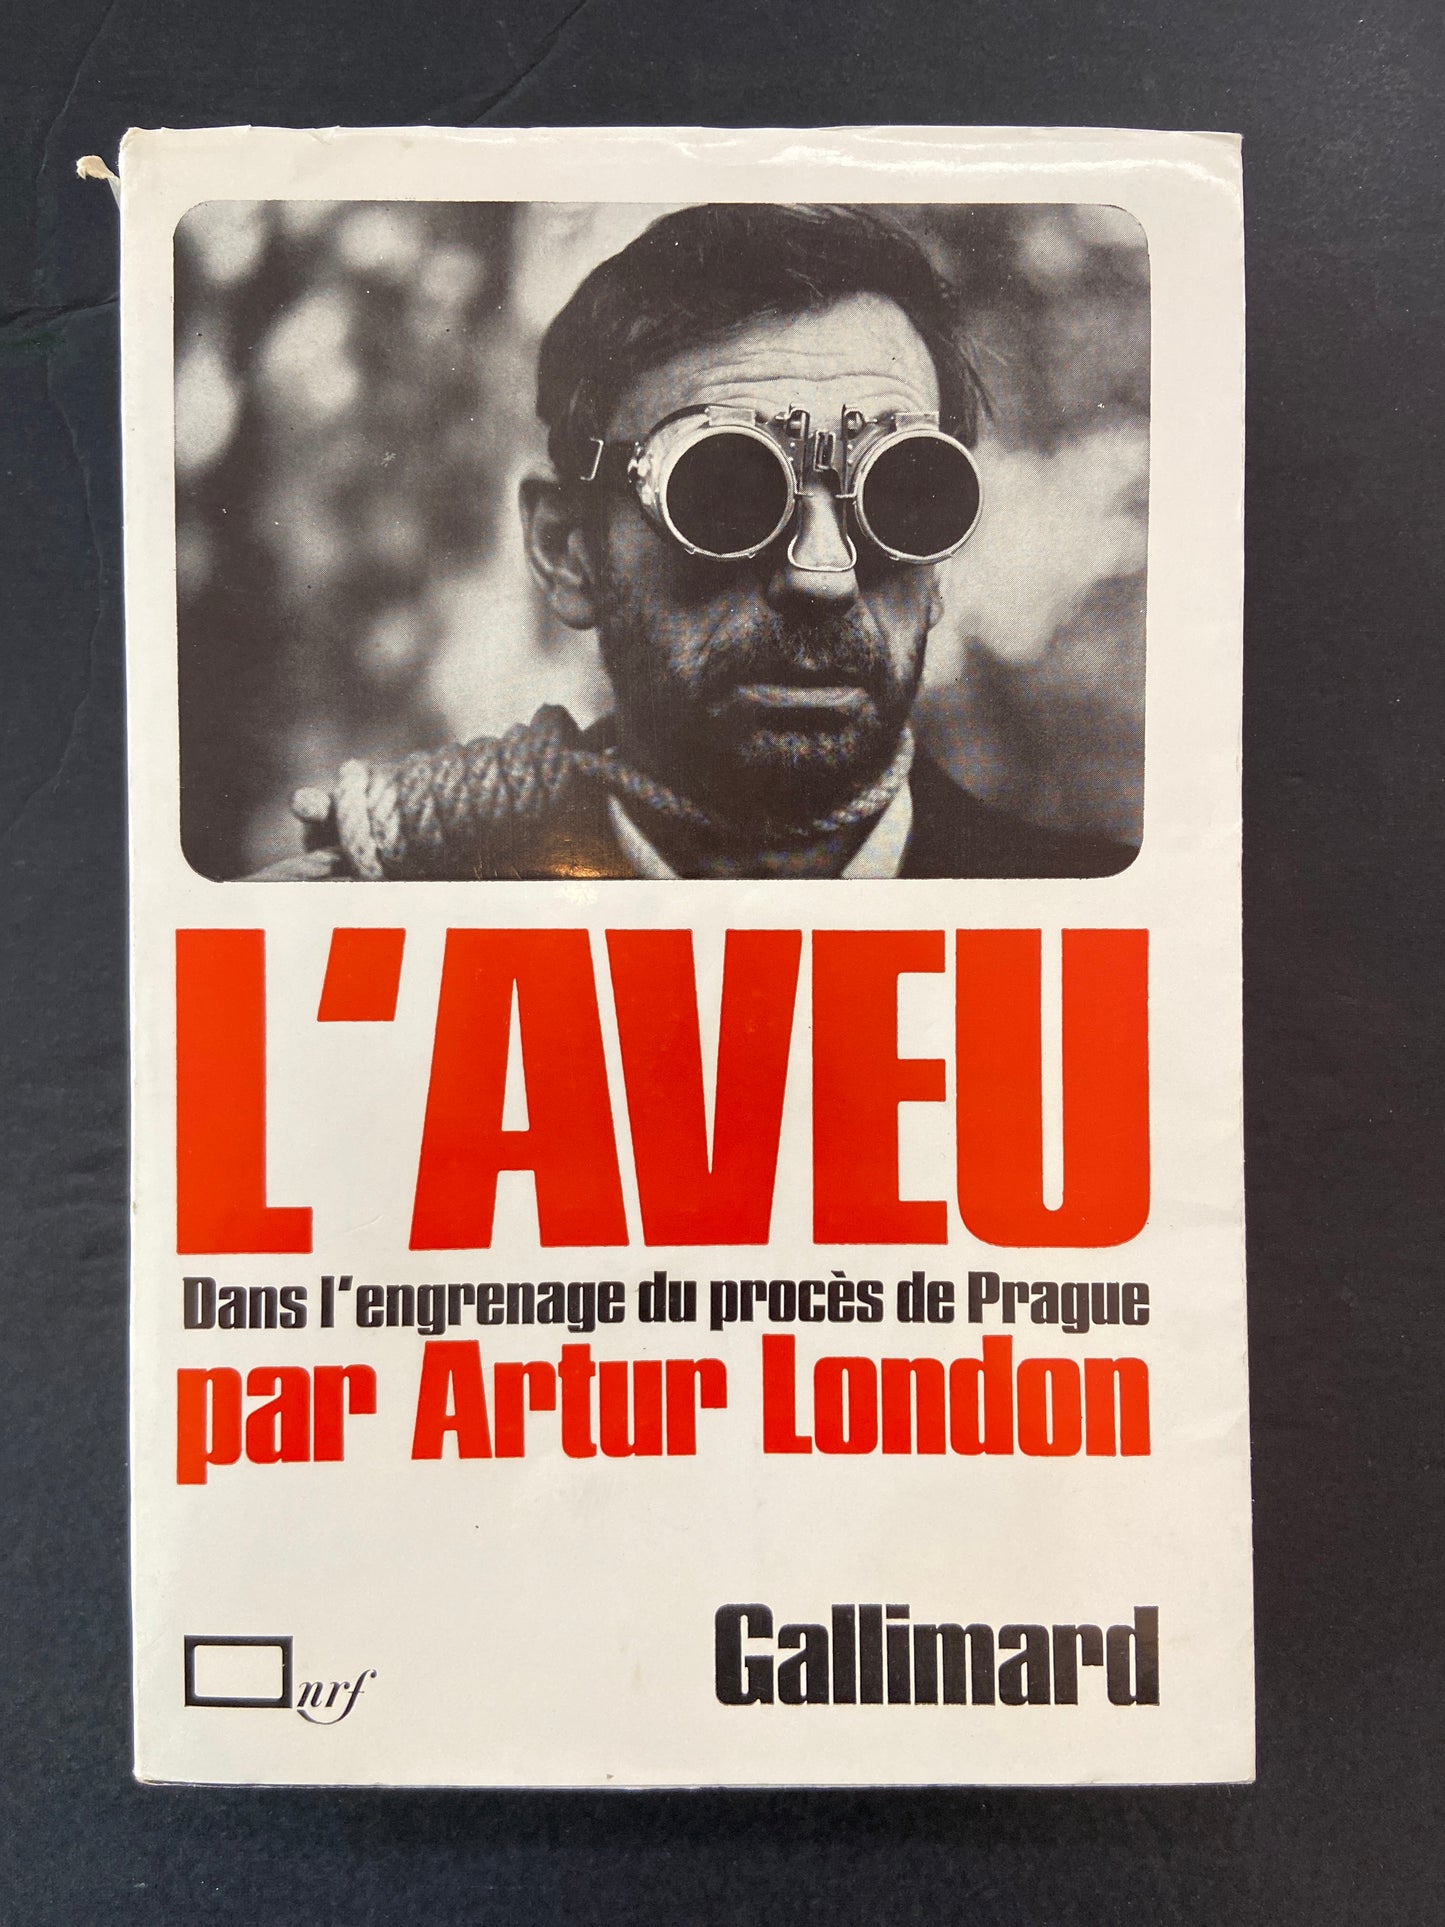 L'AVEU
Dans l'engrenage du procès de Prague
par Artur London
nrf
Gallimard